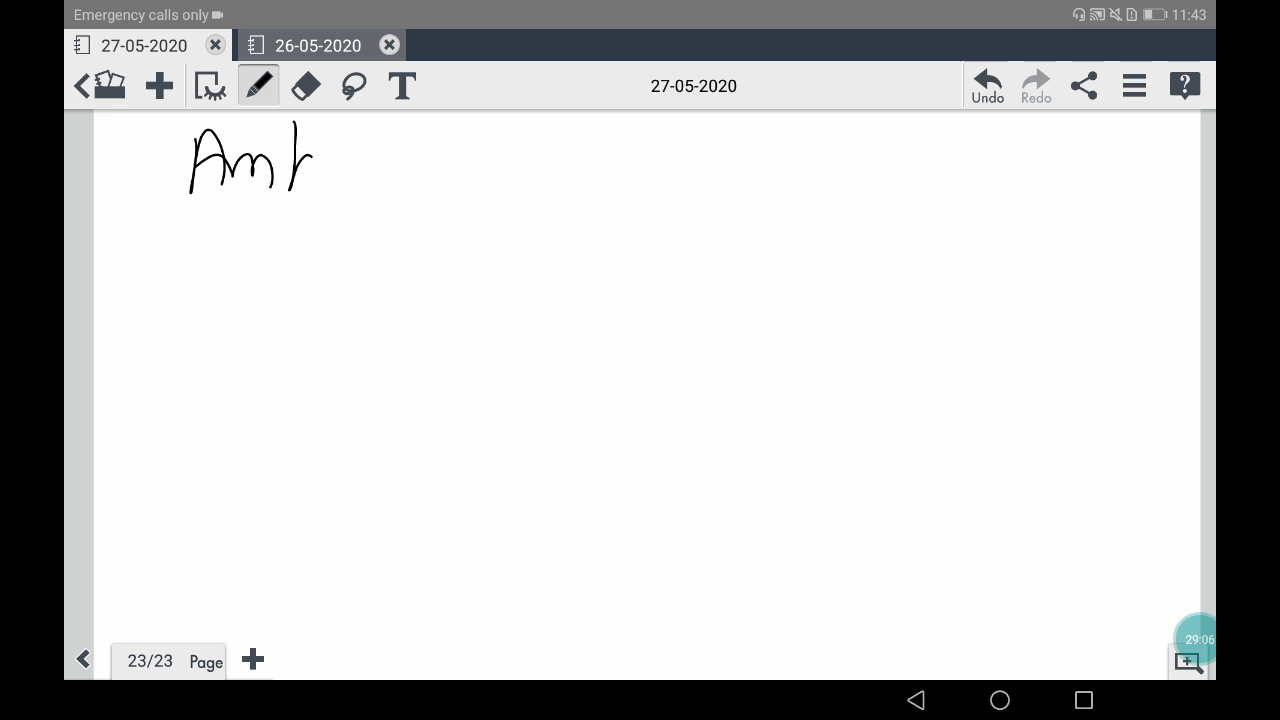 Emergency calls only 11:43
27-05-2020 26-05-2020
T 27-05-2020 Undo Redo ?
Amt
29:06
23/23 Page